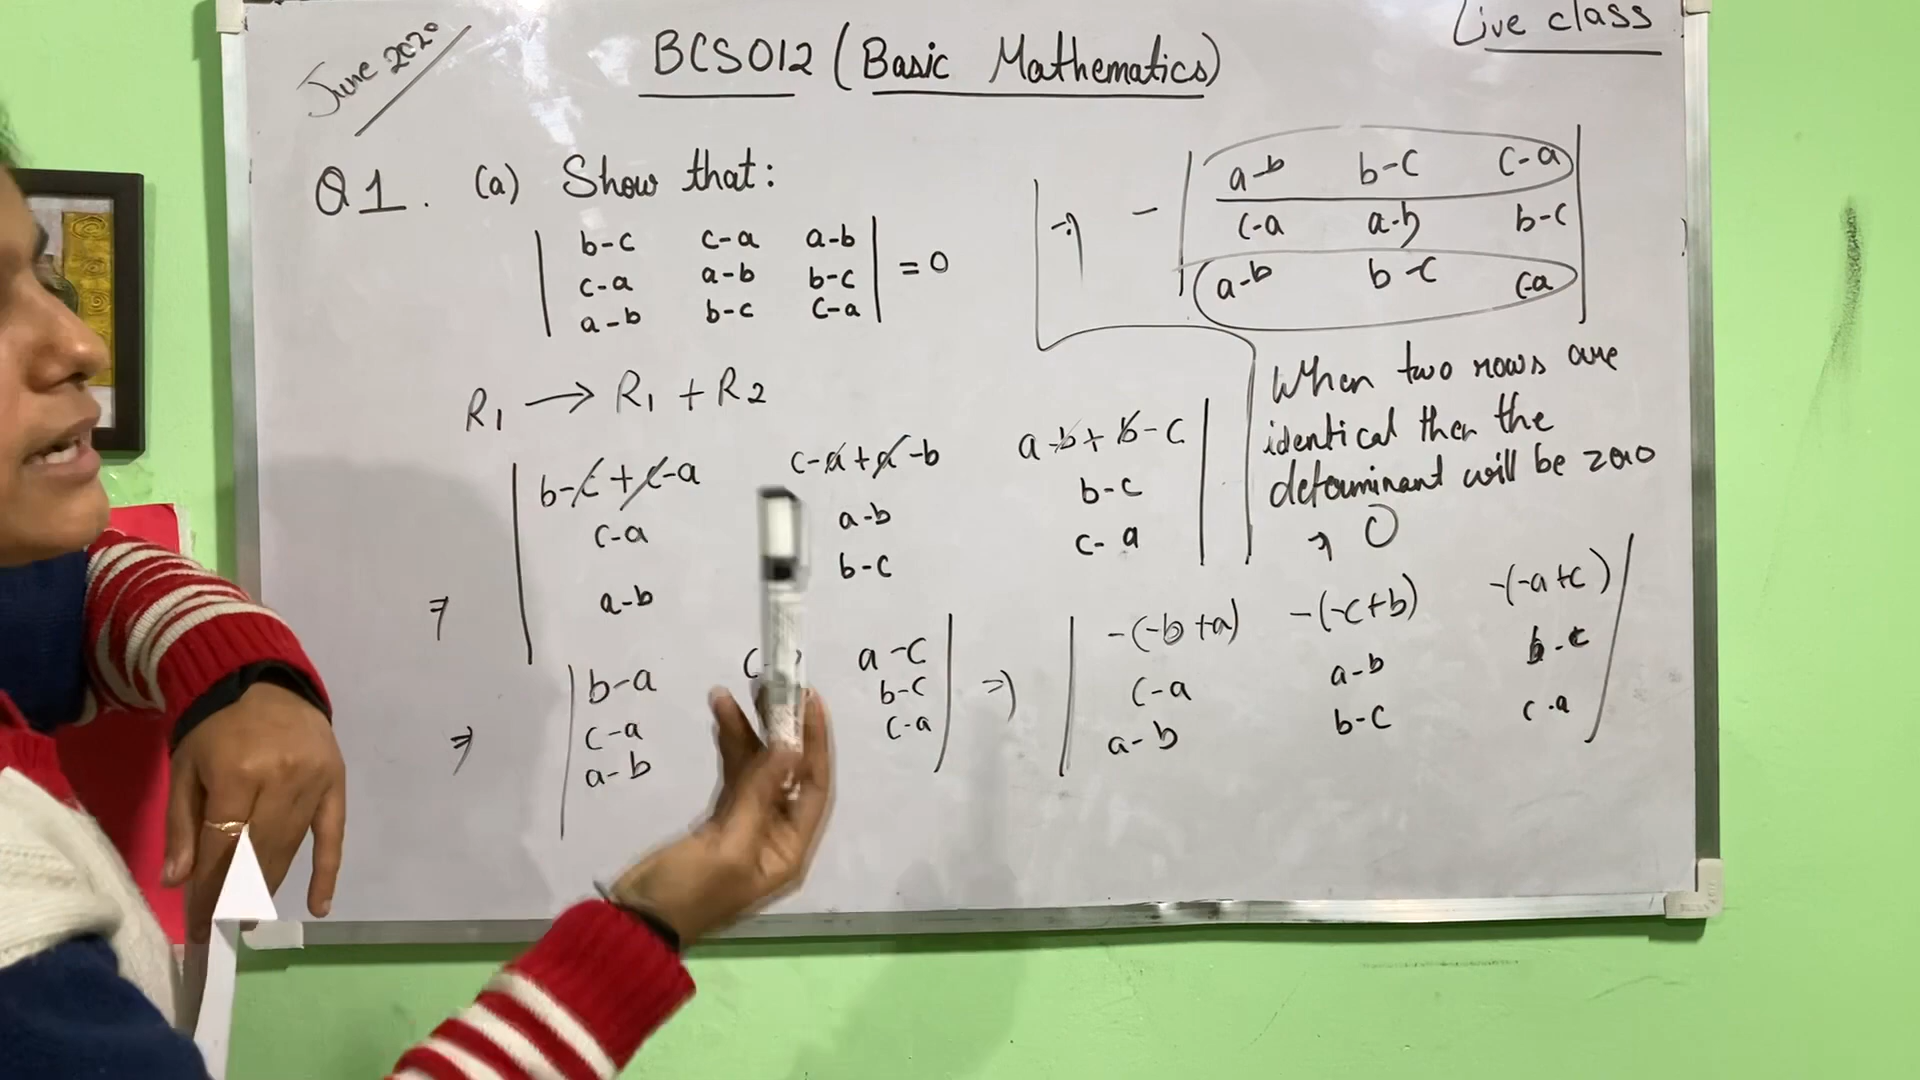 June 2020
BCS012 (Basic Mathematics)
Live class
Q1. (a) Show that:
| b-c c-a a-b |
| c-a a-b b-c | = 0
| a-b b-c c-a |
R1 → R1 + R2
| b-c+c-a c-a+a-b a-b+b-c |
| c-a a-b b-c |
⇒ | a-b b-c c-a |
| b-a a-c |
| c-a b-c |
⇒ | a-b c-a |
⇒ | -(-b+a) -(-c+b) -(-a+c) |
| c-a a-b b-c |
| a-b b-c c-a |
⇒ - | a-b b-c c-a |
| c-a a-b b-c |
| a-b b-c c-a |
When two rows are
identical then the
determinant will be zero
⇒ 0